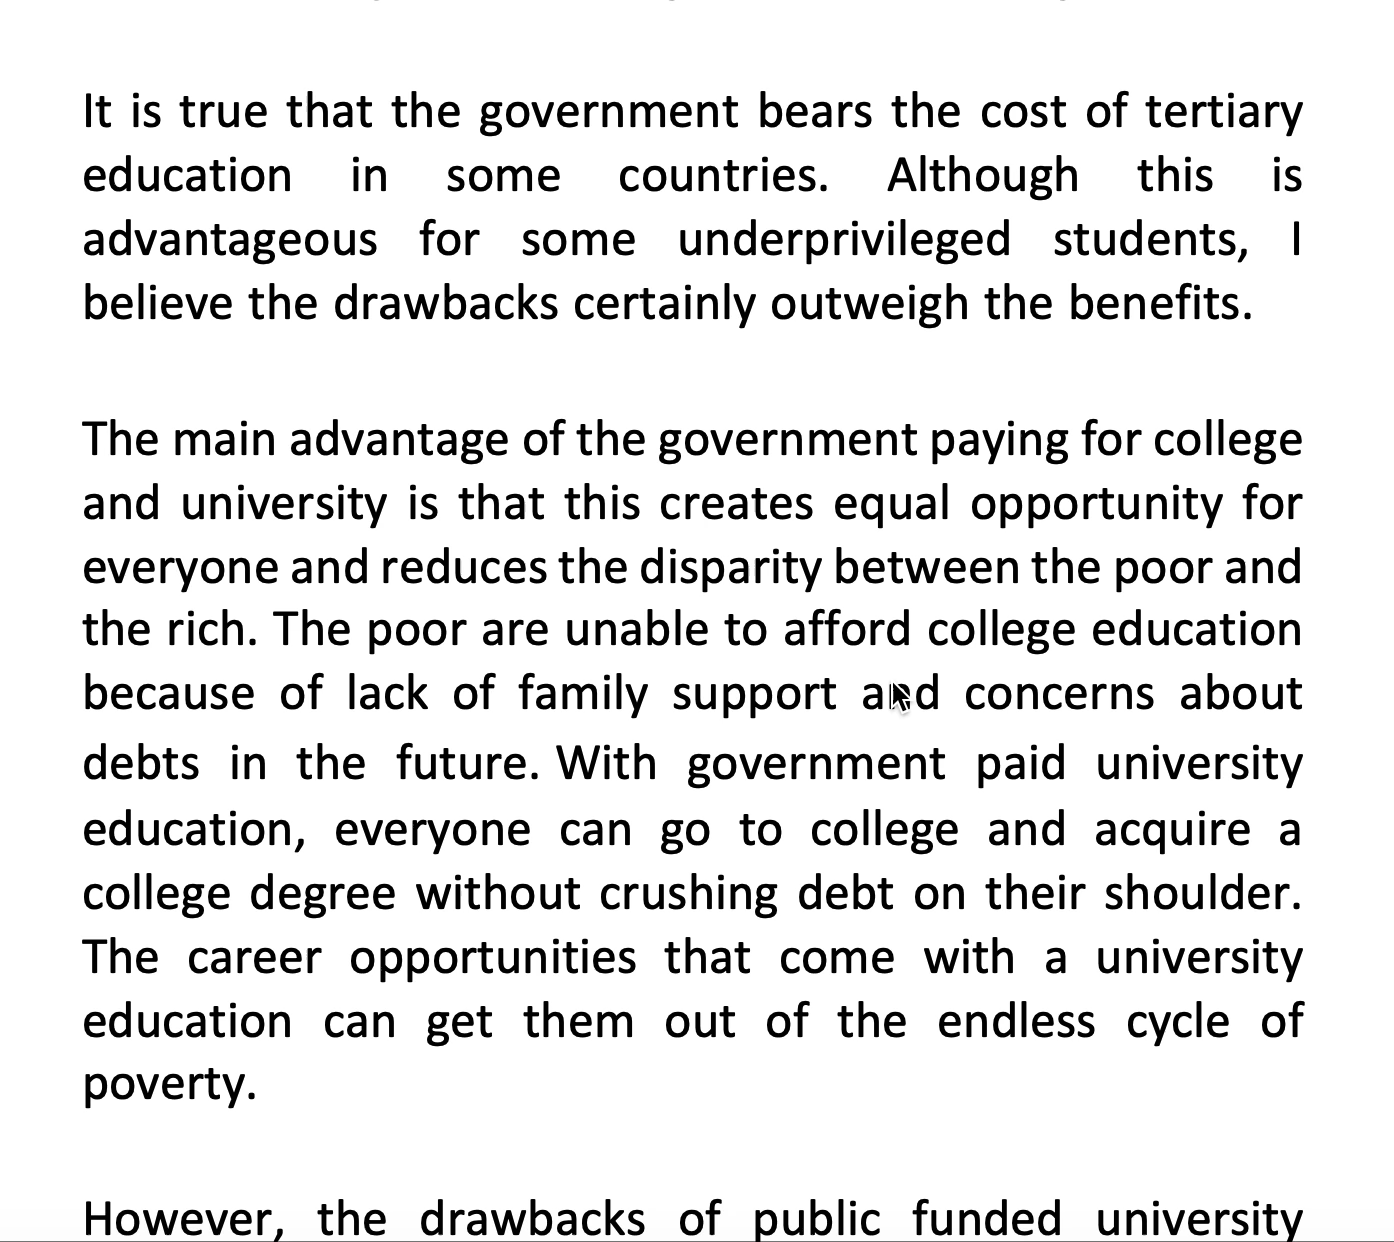 It is true that the government bears the cost of tertiary
education in some countries. Although this is
advantageous for some underprivileged students, I
believe the drawbacks certainly outweigh the benefits.
The main advantage of the government paying for college
and university is that this creates equal opportunity for
everyone and reduces the disparity between the poor and
the rich. The poor are unable to afford college education
because of lack of family support and concerns about
debts in the future. With government paid university
education, everyone can go to college and acquire a
college degree without crushing debt on their shoulder.
The career opportunities that come with a university
education can get them out of the endless cycle of
poverty.
However, the drawbacks of public funded university